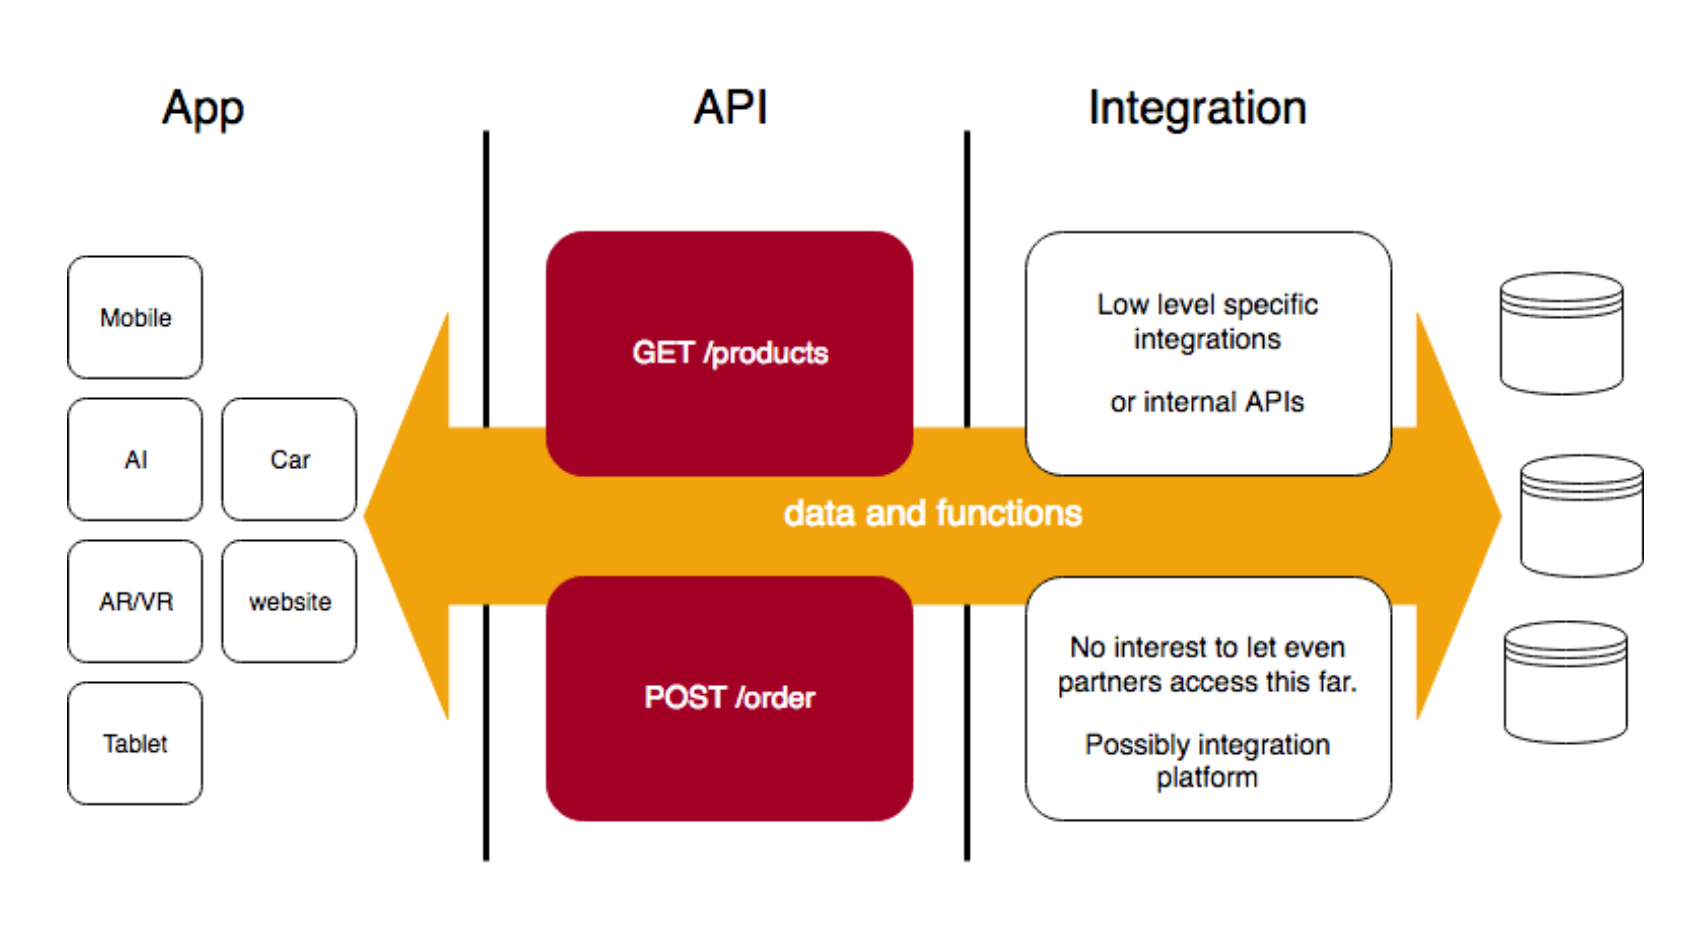 App
API
Integration
Mobile
AI
Car
AR/VR
website
Tablet
GET /products
POST /order
data and functions
Low level specific
integrations
or internal APIs
No interest to let even
partners access this far.
Possibly integration
platform